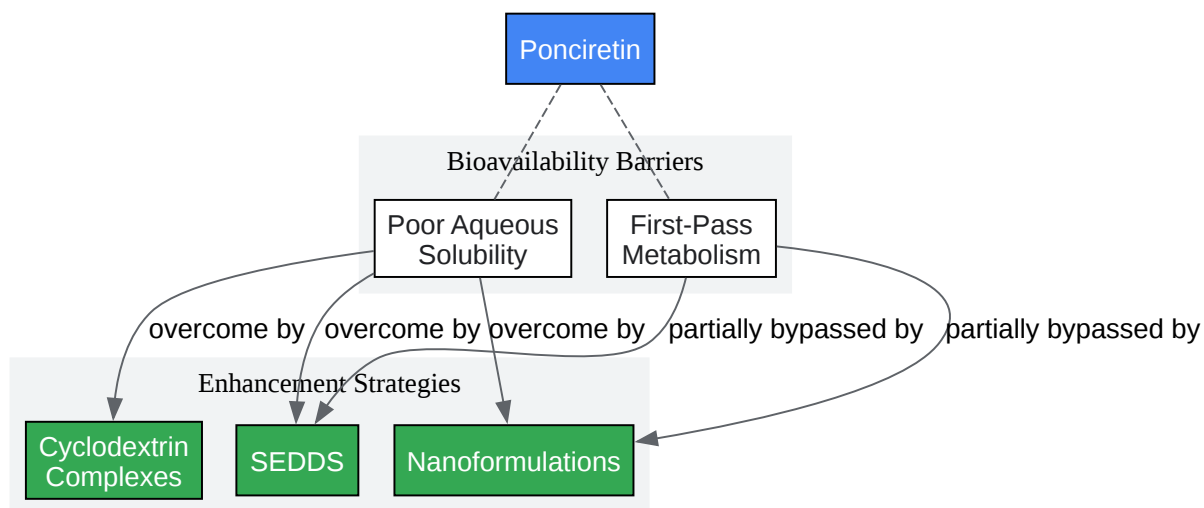 Ponciretin
Bioavailability Barriers
Poor Aqueous
Solubility
First-Pass
Metabolism
overcome by
overcome by
overcome by
partially bypassed by
partially bypassed by
Enhancement Strategies
Cyclodextrin
Complexes
SEDDS
Nanoformulations